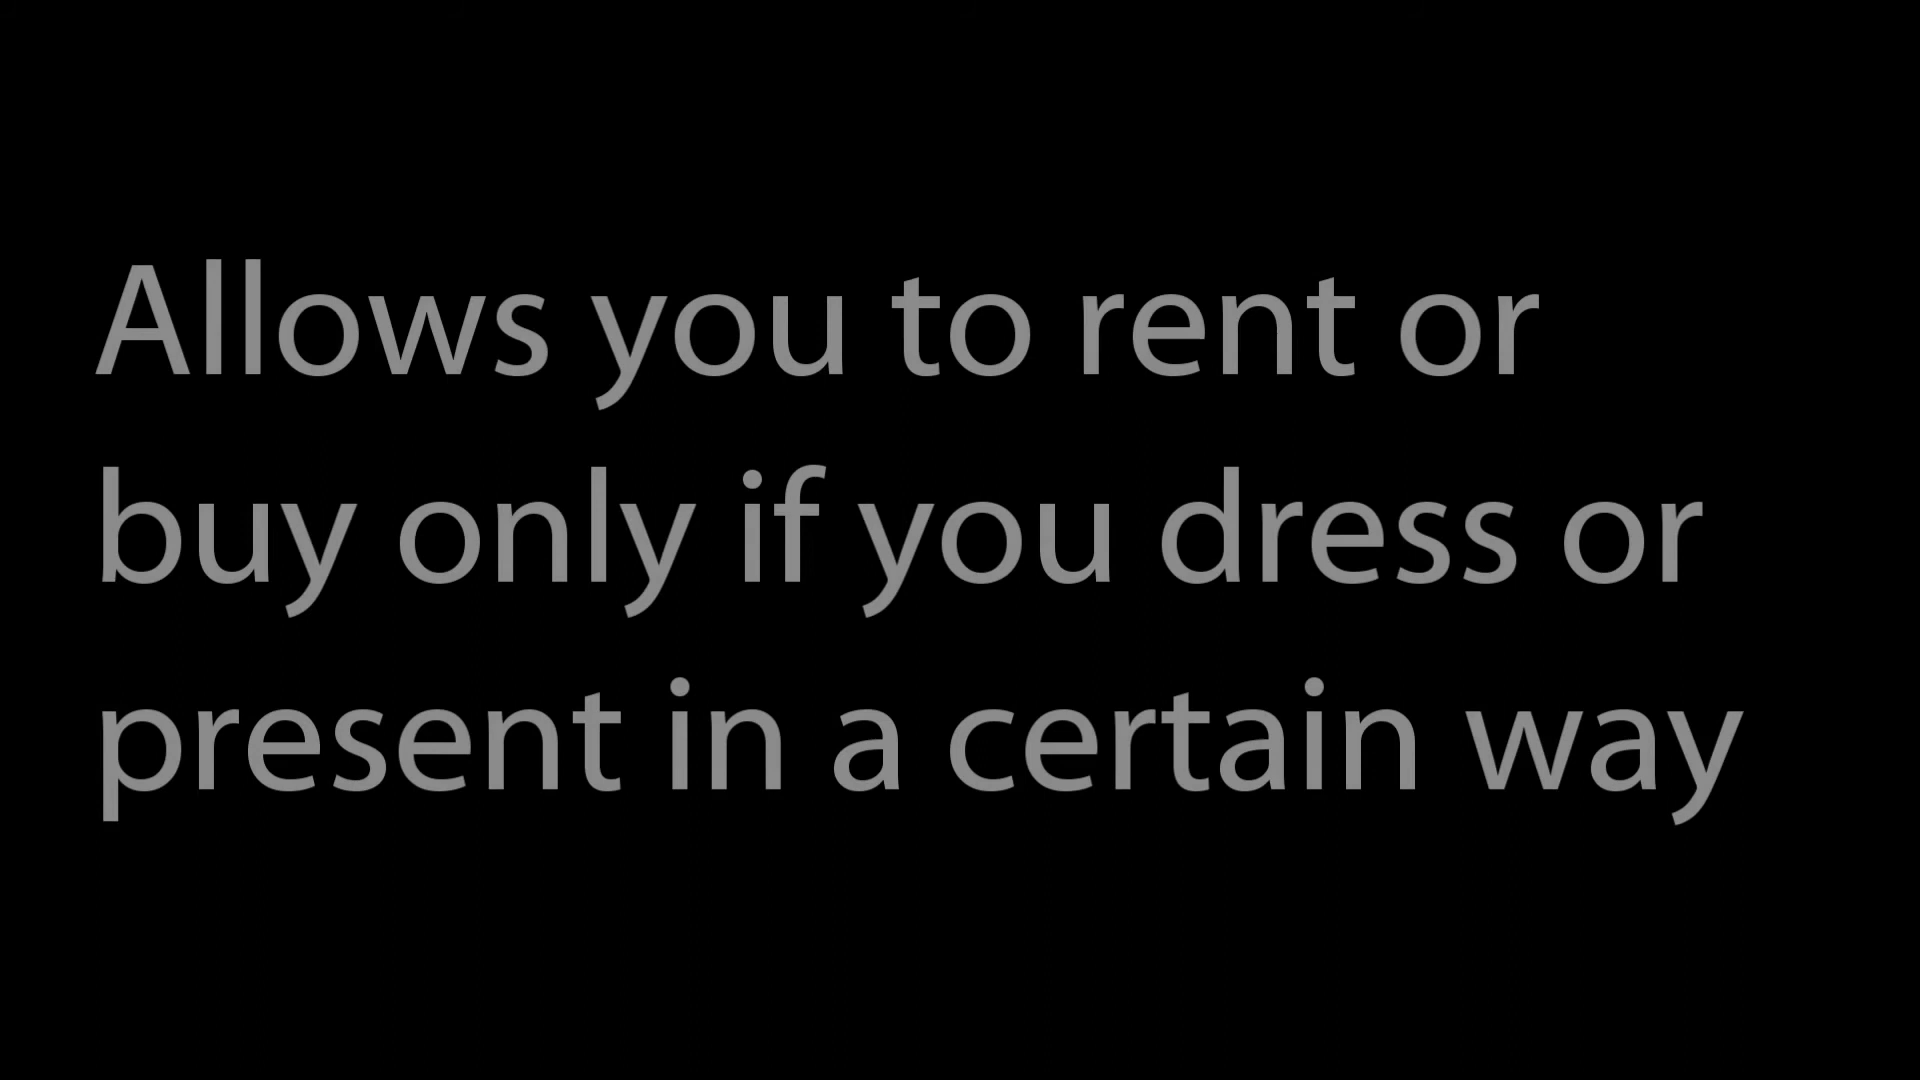 Allows you to rent or
buy only if you dress or
present in a certain way